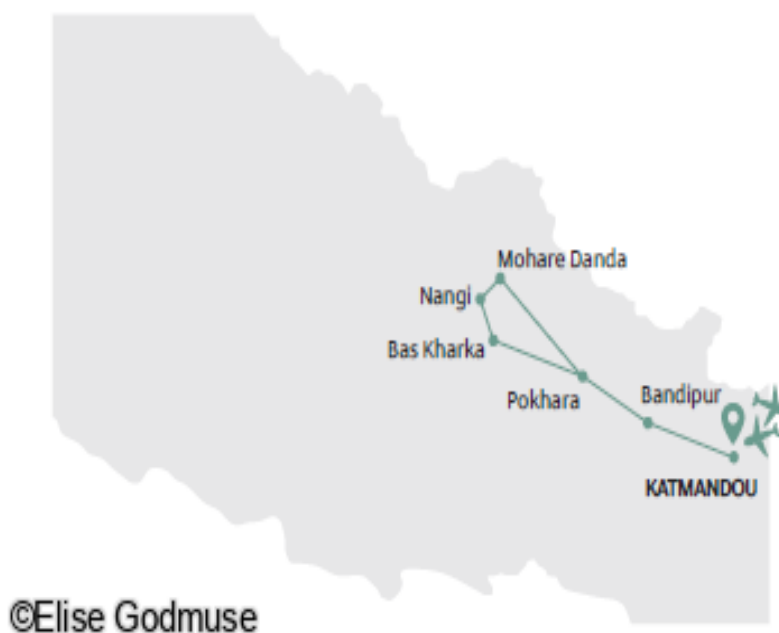 Mohare Danda
Nangi
Bas Kharka
Pokhara
Bandipur
KATMANDOU
©Elise Godmuse